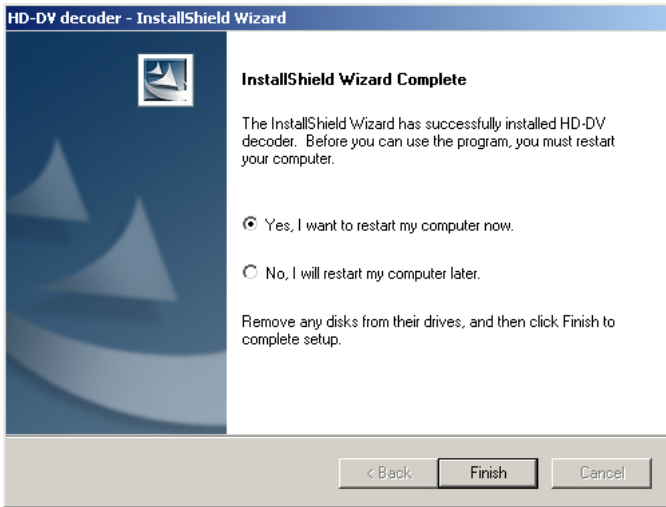 HD-DV decoder - InstallShield Wizard
InstallShield Wizard Complete
The InstallShield Wizard has successfully installed HD-DV
decoder. Before you can use the program, you must restart
your computer.
Yes, I want to restart my computer now.
No, I will restart my computer later.
Remove any disks from their drives, and then click Finish to
complete setup.
< Back Finish Cancel